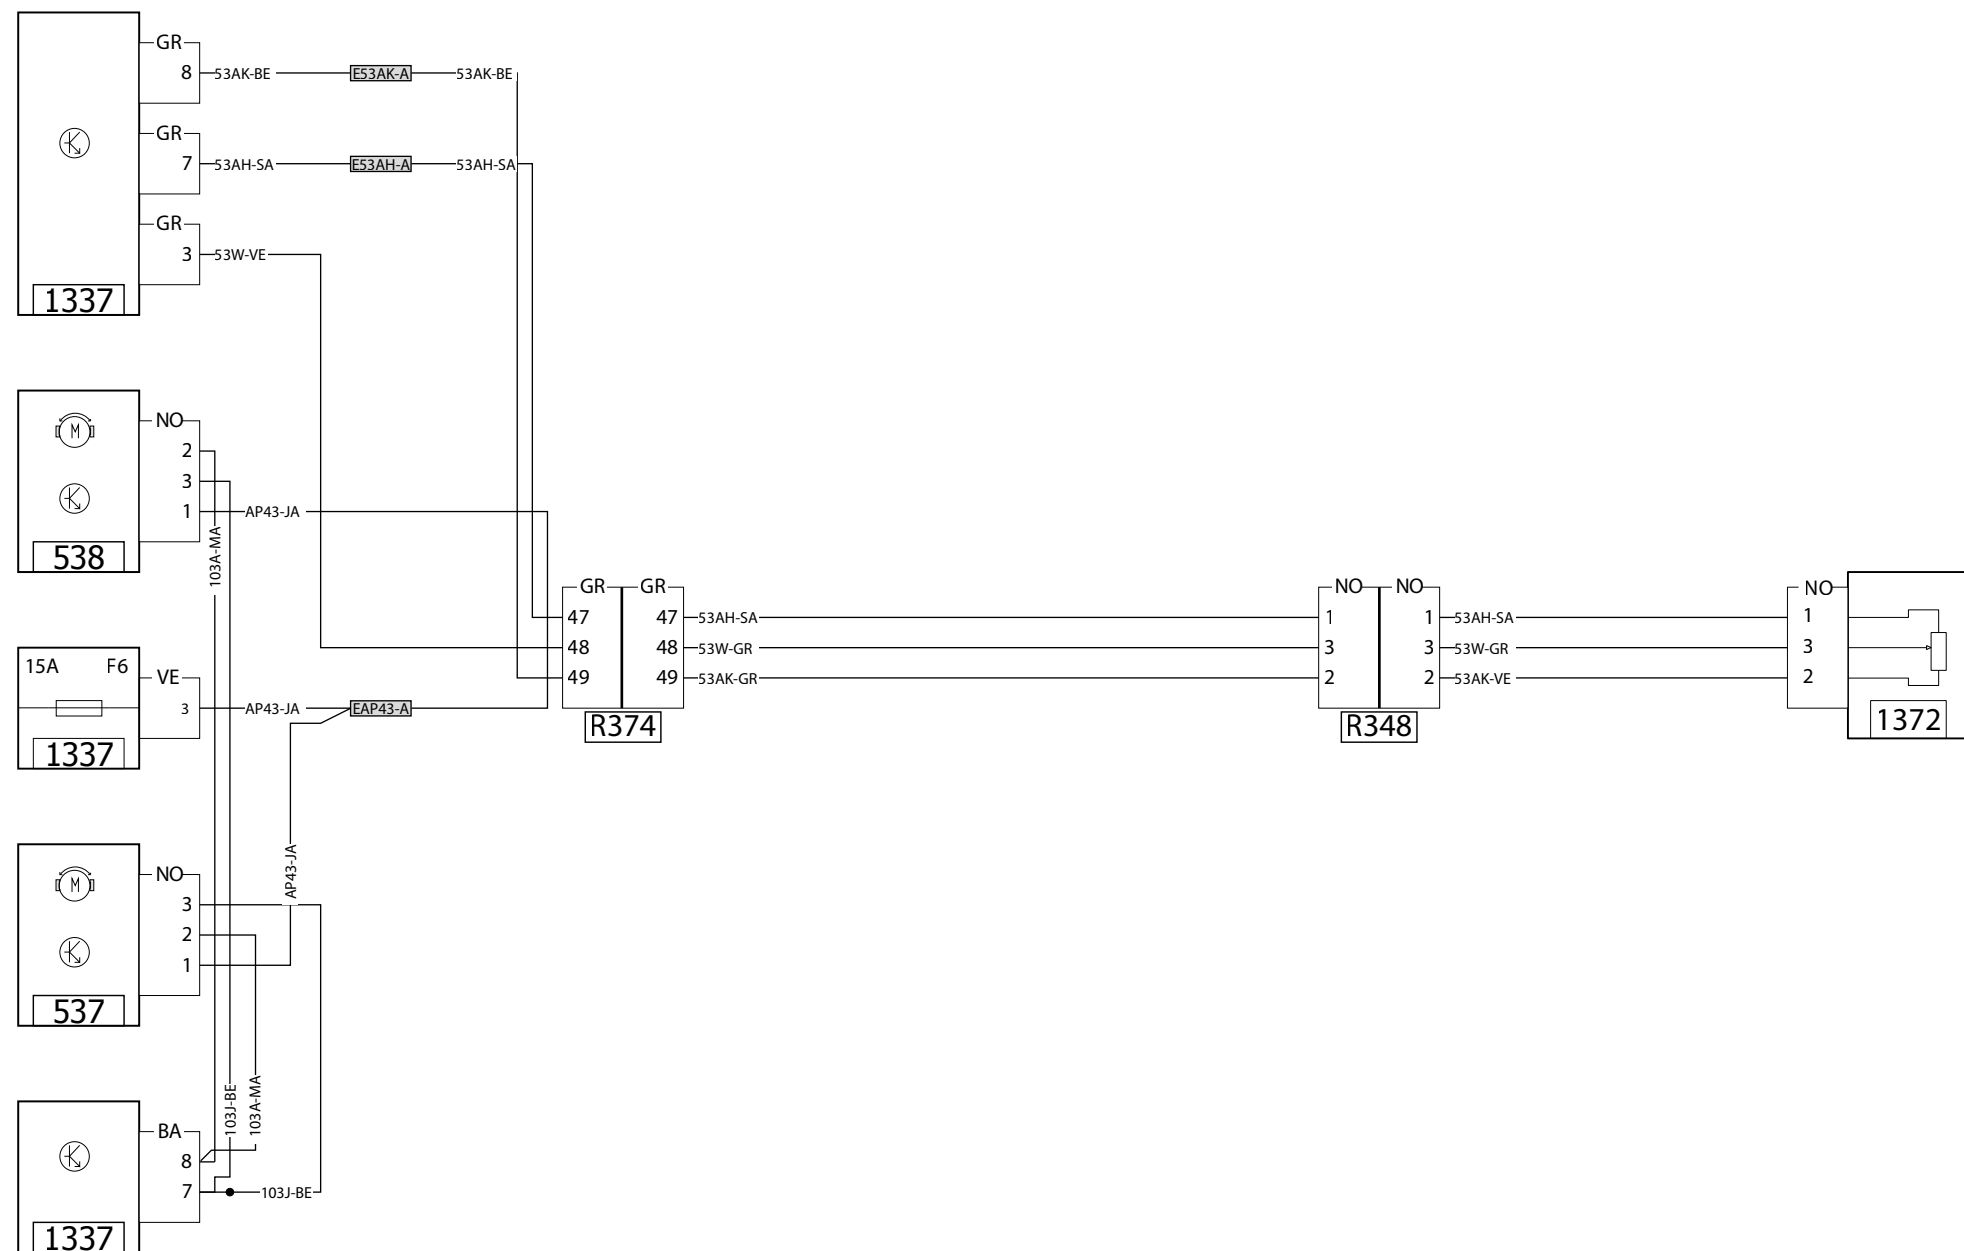 GR
8 53AK-BE E53AK-A 53AK-BE
GR
7 53AH-SA E53AH-A 53AH-SA
GR
3 53W-VE
1337
NO
M
2
3
1 AP43-JA
538
103A-MA
15A F6
VE
3 AP43-JA EAP43-A
1337
GR GR
47 47 53AH-SA
48 48 53W-GR
49 49 53AK-GR
R374
NO NO
1 1 53AH-SA
3 3 53W-GR
2 2 53AK-VE
R348
NO
1
3
2
1372
AP43-JA
NO
M
3
2
1
537
103J-BE
103A-MA
BA
8
7 103J-BE
1337